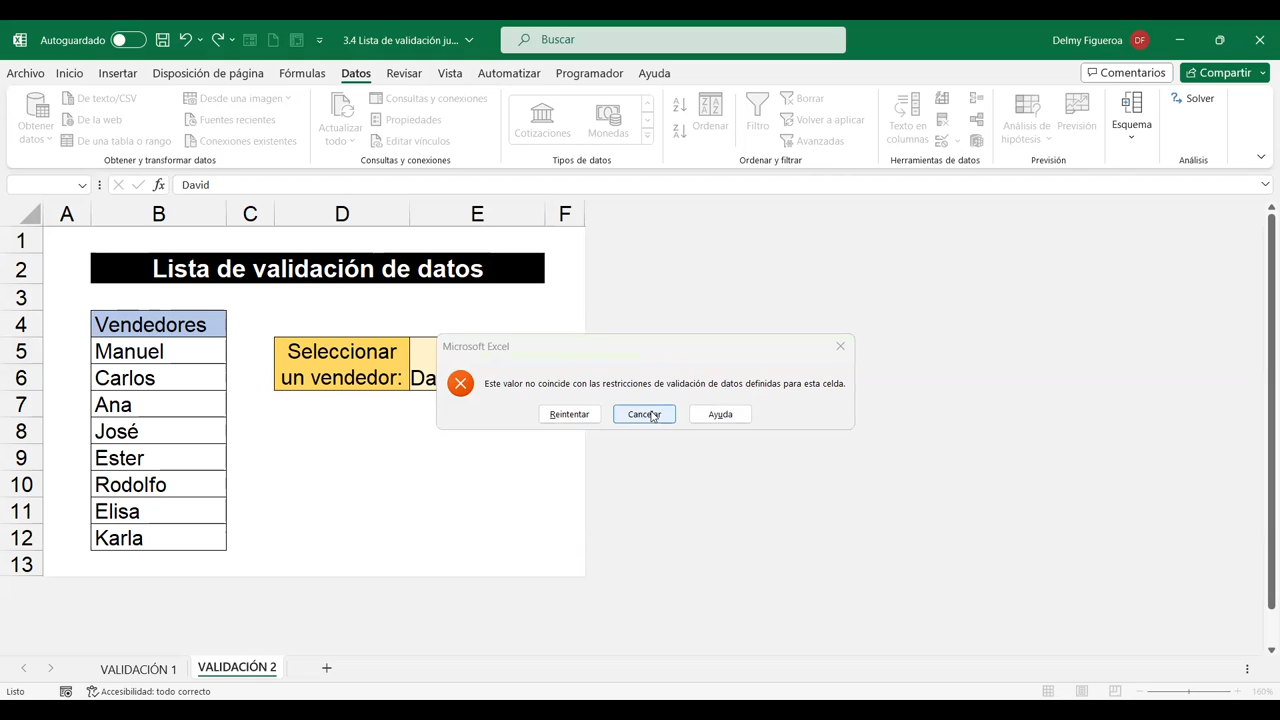 Autoguardado
3.4 Lista de validación ju...
Buscar
Delmy Figueroa
DF
Archivo
Inicio
Insertar
Disposición de página
Fórmulas
Datos
Revisar
Vista
Automatizar
Programador
Ayuda
Comentarios
Compartir
Obtener
datos
De texto/CSV
De la web
De una tabla o rango
Desde una imagen
Conexiones existentes
Obtener y transformar datos
Actualizar
todo
Consultas y conexiones
Propiedades
Editar vínculos
Consultas y conexiones
Cotizaciones
Monedas
Tipos de datos
Ordenar
Filtro
Borrar
Volver a aplicar
Avanzadas
Ordenar y filtrar
Texto en
columnas
Herramientas de datos
Análisis de
hipótesis
Previsión
Previsión
Esquema
Solver
Análisis
fx
David
A
B
C
D
E
F
1
2
Lista de validación de datos
3
4
Vendedores
5
Manuel
Seleccionar
6
Carlos
un vendedor:
Da
7
Ana
8
José
9
Ester
10
Rodolfo
11
Elisa
12
Karla
13
Microsoft Excel
Este valor no coincide con las restricciones de validación de datos definidas para esta celda.
Reintentar
Cancelar
Ayuda
VALIDACIÓN 1
VALIDACIÓN 2
Listo
Accesibilidad: todo correcto
160%